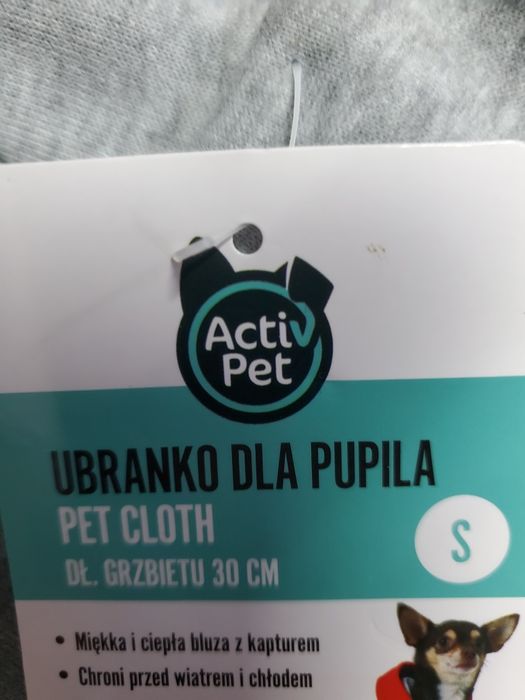 Activ
Pet
UBRANKO DLA PUPILA
PET CLOTH
S
DŁ. GRZBIETU 30 CM
• Miękka i ciepła bluza z kapturem
• Chroni przed wiatrem i chłodem